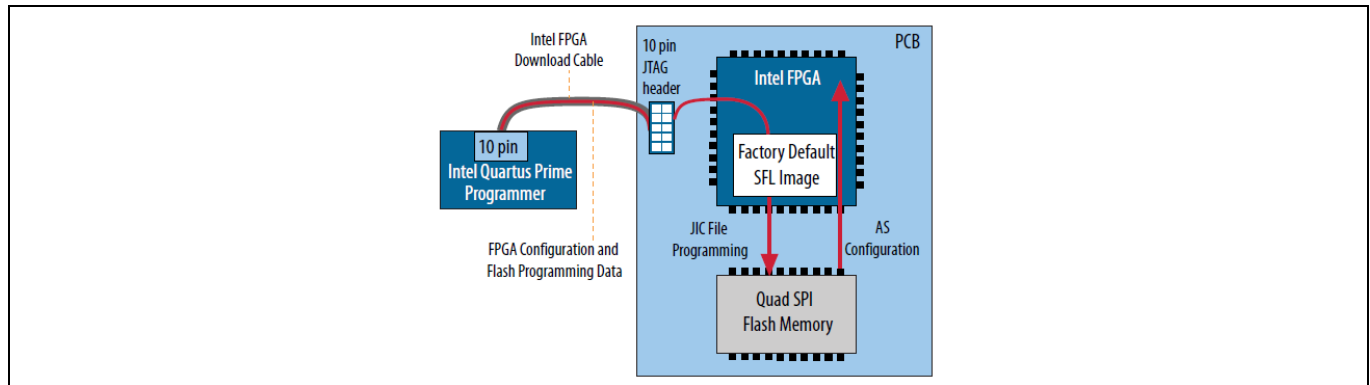 Intel FPGA
Download Cable
10 pin
JTAG
header
PCB
Intel FPGA
10 pin
Intel Quartus Prime
Programmer
Factory Default
SFL Image
FPGA Configuration and
Flash Programming Data
JIC File
Programming
AS
Configuration
Quad SPI
Flash Memory